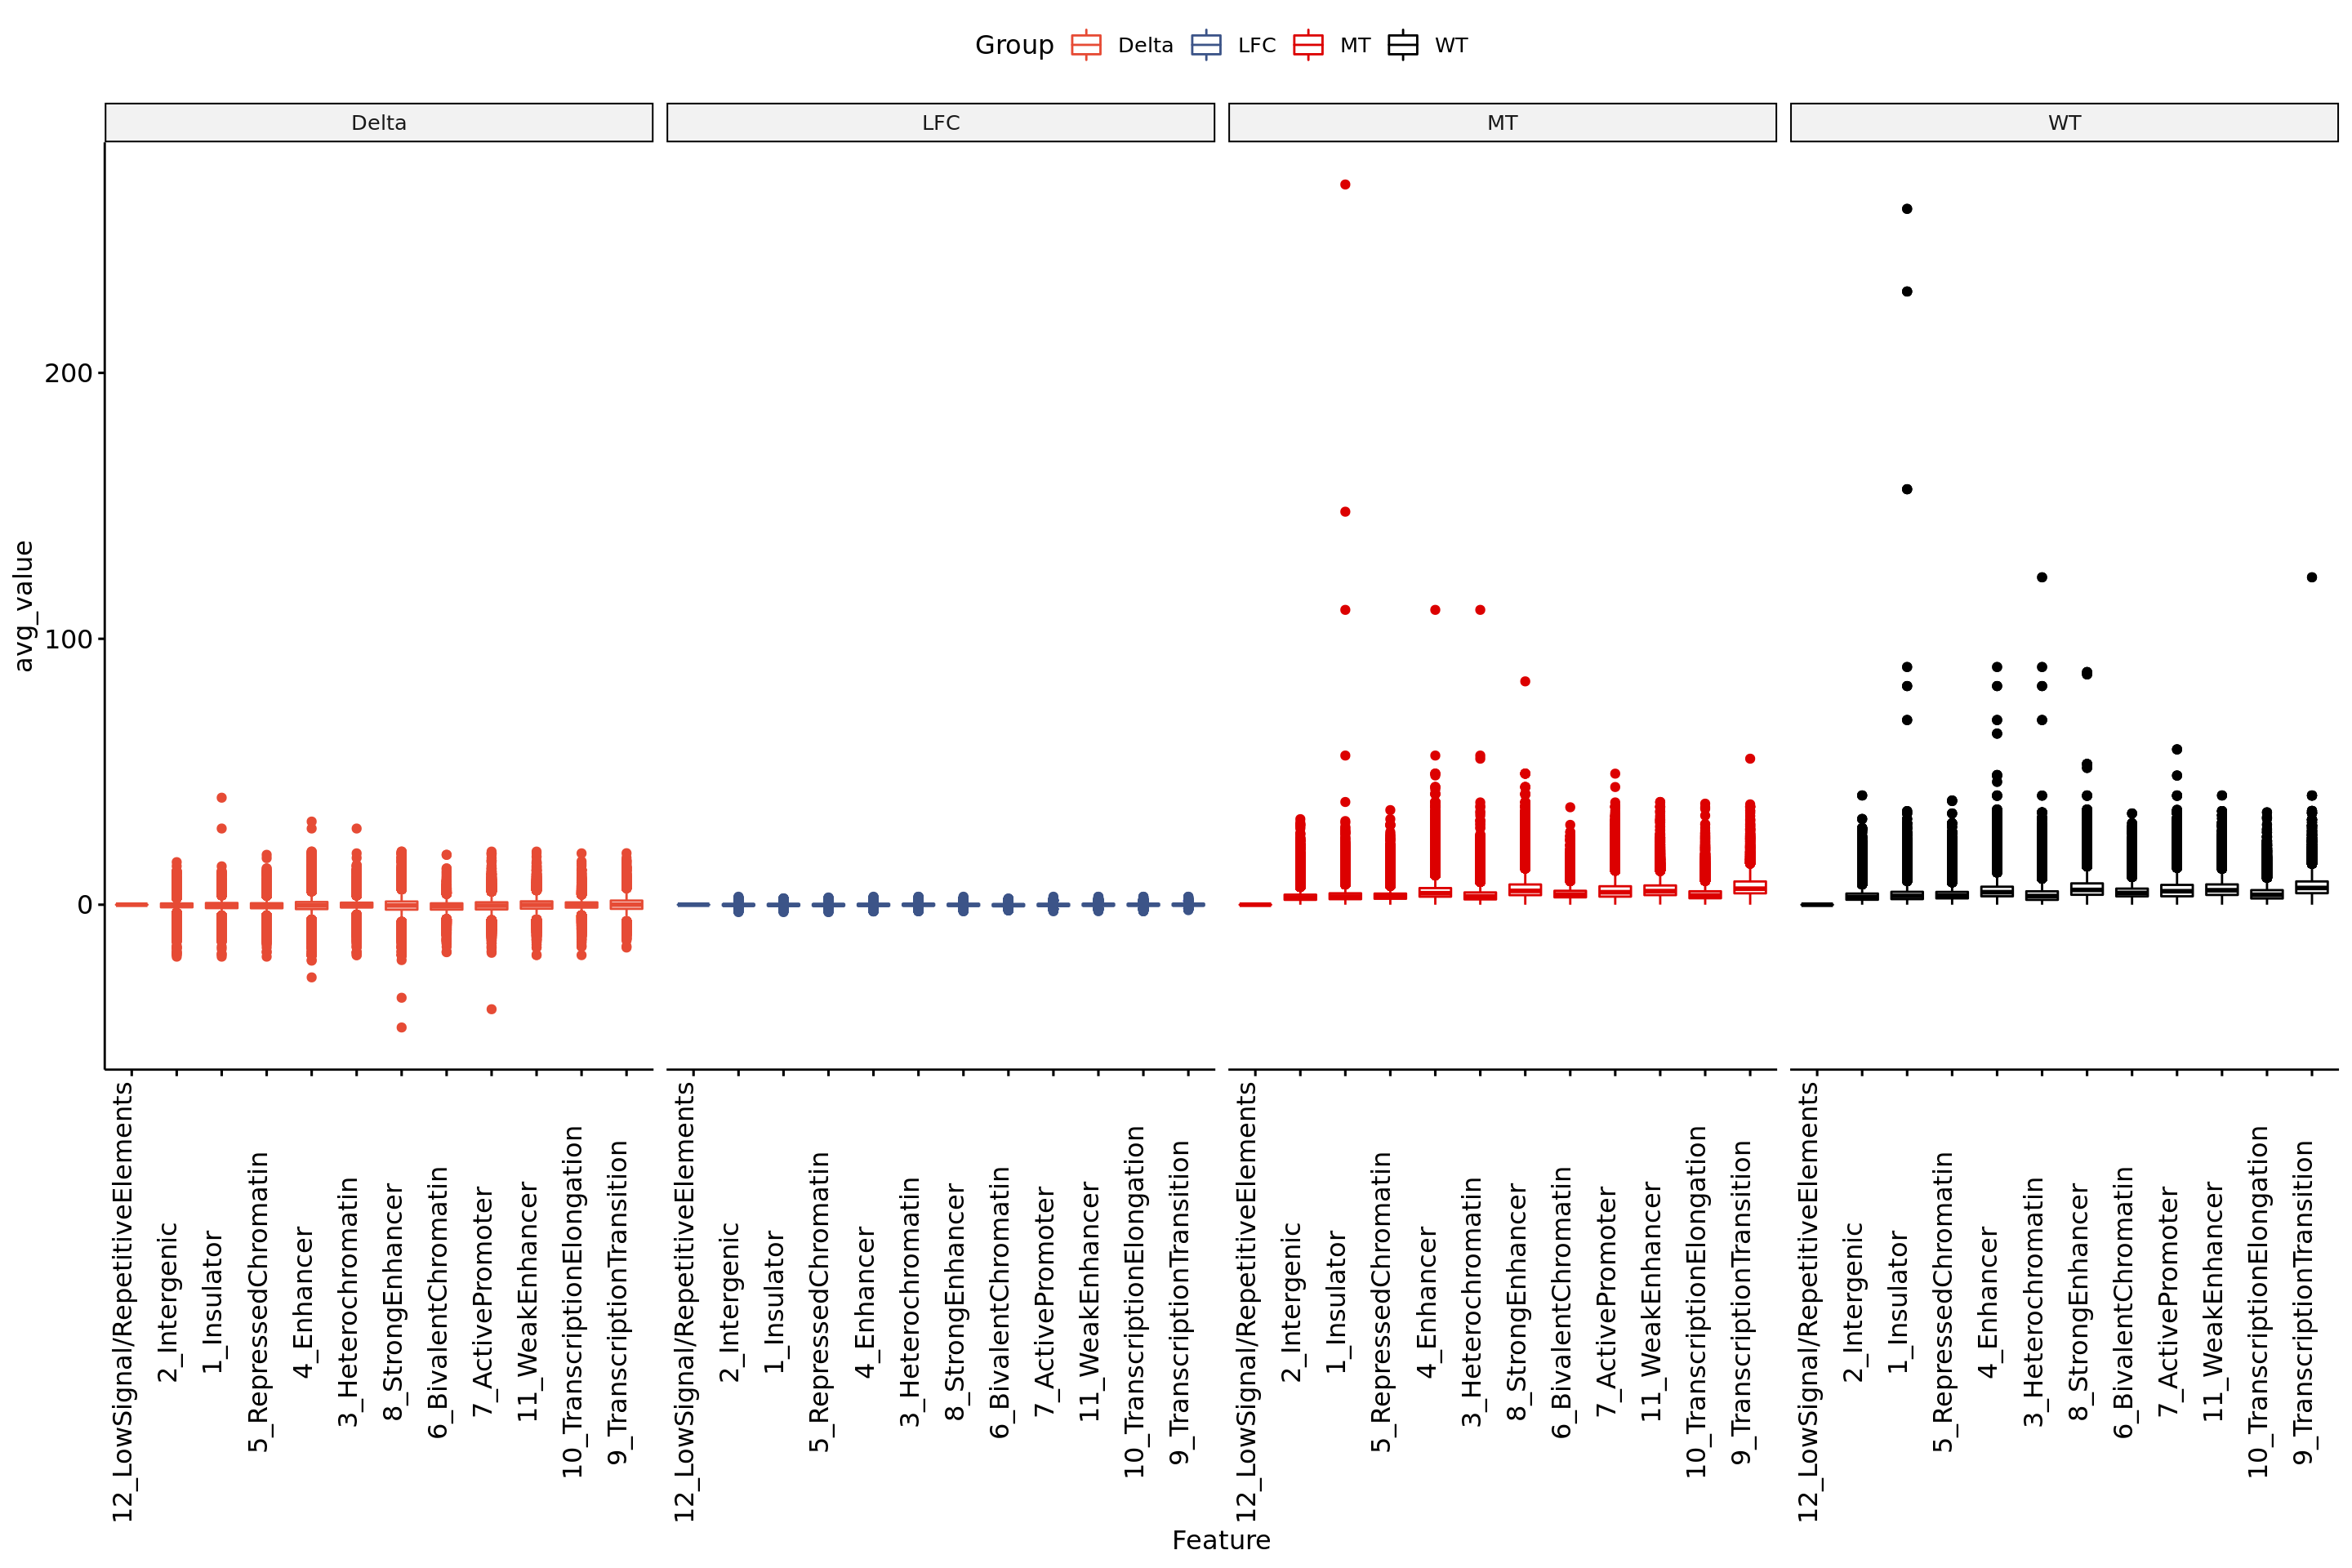 Group Delta LFC MT WT
Delta LFC MT WT
avg_value
200
100
0
12_LowSignal/RepetitiveElements
2_Intergenic
1_Insulator
5_RepressedChromatin
4_Enhancer
3_Heterochromatin
8_StrongEnhancer
6_BivalentChromatin
7_ActivePromoter
11_WeakEnhancer
10_TranscriptionElongation
9_TranscriptionTransition
12_LowSignal/RepetitiveElements
2_Intergenic
1_Insulator
5_RepressedChromatin
4_Enhancer
3_Heterochromatin
8_StrongEnhancer
6_BivalentChromatin
7_ActivePromoter
11_WeakEnhancer
10_TranscriptionElongation
9_TranscriptionTransition
12_LowSignal/RepetitiveElements
2_Intergenic
1_Insulator
5_RepressedChromatin
4_Enhancer
3_Heterochromatin
8_StrongEnhancer
6_BivalentChromatin
7_ActivePromoter
11_WeakEnhancer
10_TranscriptionElongation
9_TranscriptionTransition
12_LowSignal/RepetitiveElements
2_Intergenic
1_Insulator
5_RepressedChromatin
4_Enhancer
3_Heterochromatin
8_StrongEnhancer
6_BivalentChromatin
7_ActivePromoter
11_WeakEnhancer
10_TranscriptionElongation
9_TranscriptionTransition
Feature